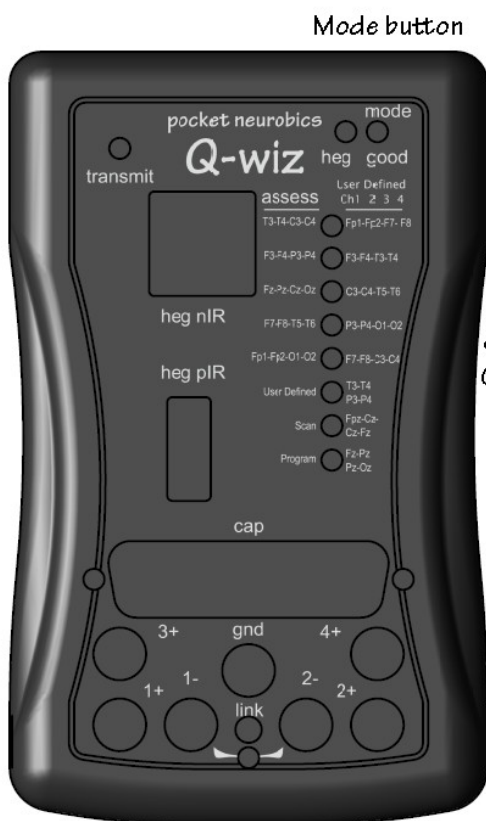 Mode button
pocket neurobics
mode
Q-wiz
transmit
heg good
User Defined
assess Ch1 2 3 4
T3-T4-C3-C4 Fp1-Fp2-F7- F8
F3-F4-P3-P4 F3-F4-T3-T4
Fz-Pz-Cz-Oz C3-C4-T5-T6
heg nIR
F7-F8-T5-T6 P3-P4-O1-O2
Fp1-Fp2-O1-O2 F7-F8-C3-C4
heg pIR
User Defined T3-T4
P3-P4
Scan Fpz-Cz-
Cz-Fz
Program Fz-Pz
Pz-Oz
cap
3+ gnd 4+
1+ 1- 2- 2+
link